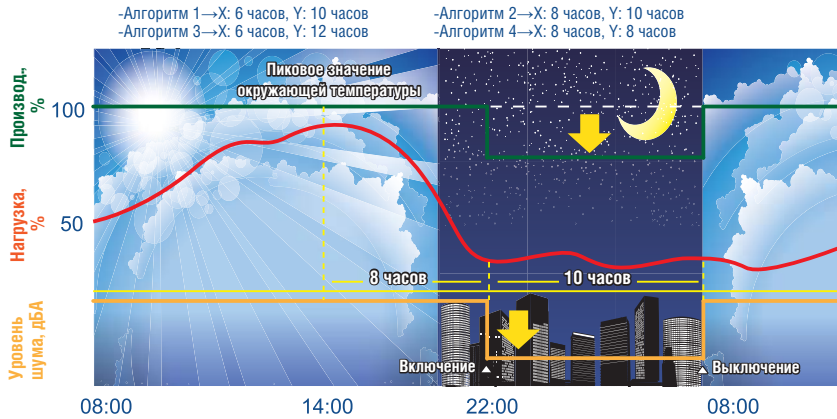 -Алгоритм 1→X: 6 часов, Y: 10 часов
-Алгоритм 2→X: 8 часов, Y: 10 часов
-Алгоритм 3→X: 6 часов, Y: 12 часов
-Алгоритм 4→X: 8 часов, Y: 8 часов
Пиковое значение
окружающей температуры
Производ.,
%
100
Нагрузка,
%
50
8 часов
10 часов
Уровень
шума, дБА
Включение
Выключение
08:00
14:00
22:00
08:00